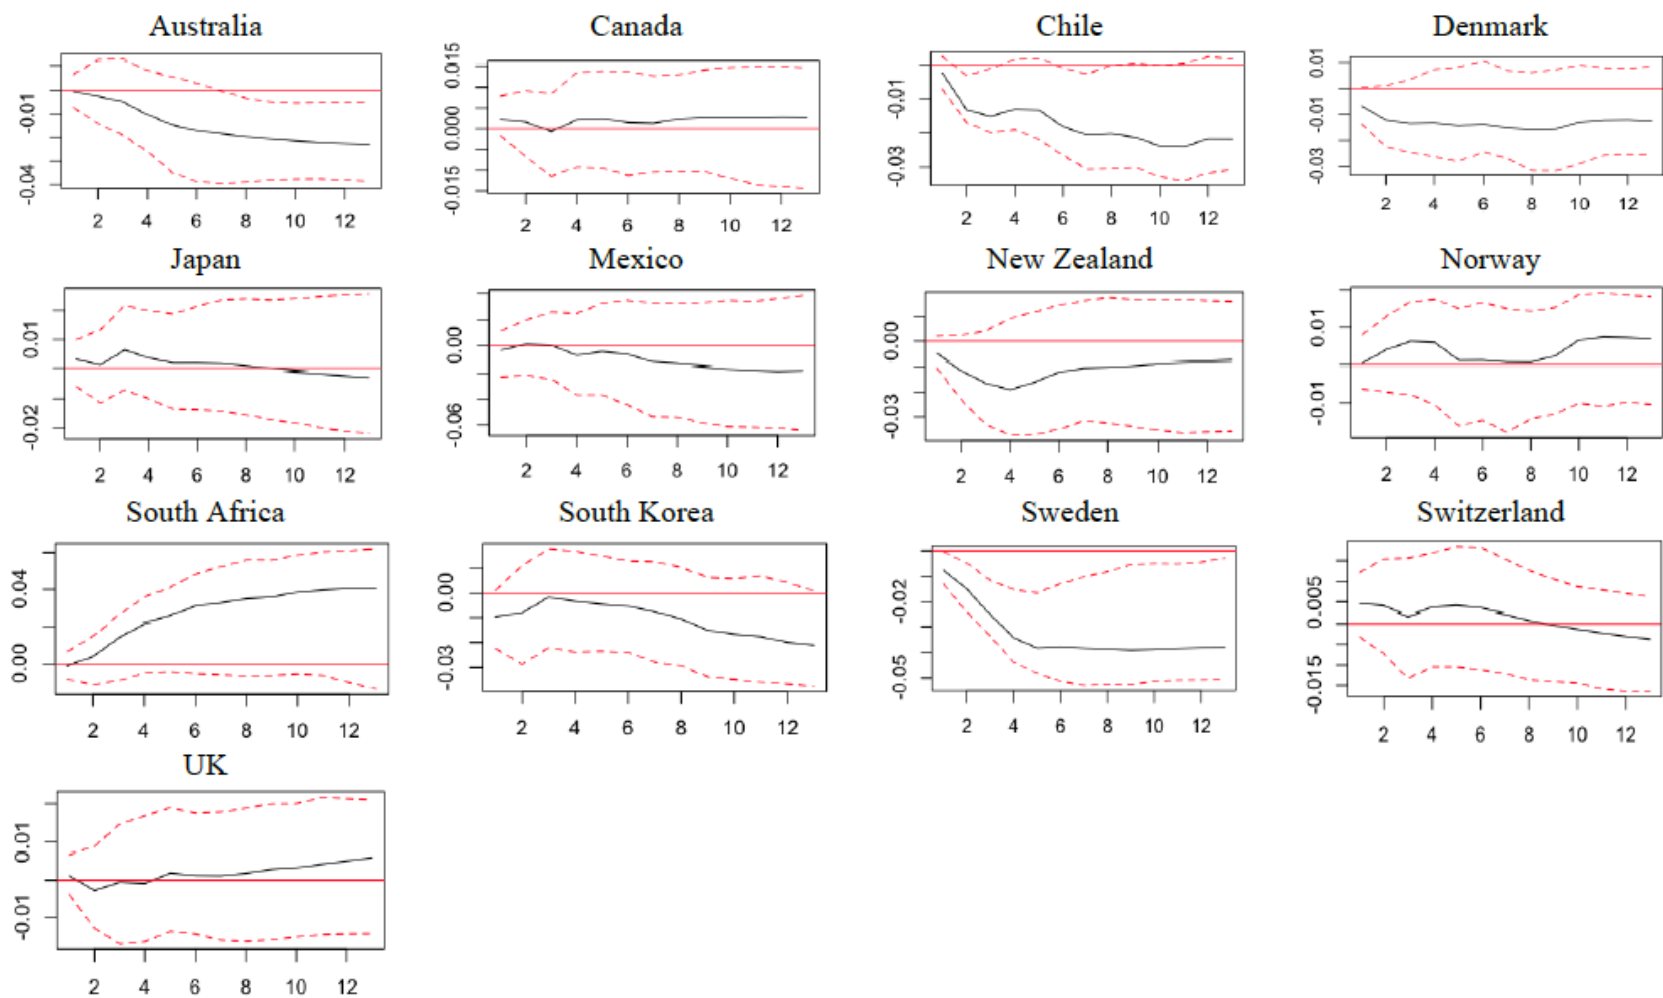 Australia Canada Chile Denmark
-0.01
-0.04
2 4 6 8 10 12
0.015
0.000
-0.015
2 4 6 8 10 12
-0.01
-0.03
2 4 6 8 10 12
0.01
-0.01
-0.03
2 4 6 8 10 12
Japan Mexico New Zealand Norway
0.01
-0.02
2 4 6 8 10 12
0.00
-0.06
2 4 6 8 10 12
0.00
-0.03
2 4 6 8 10 12
0.01
-0.01
2 4 6 8 10 12
South Africa South Korea Sweden Switzerland
0.04
0.00
2 4 6 8 10 12
0.00
-0.03
2 4 6 8 10 12
-0.02
-0.05
2 4 6 8 10 12
0.005
-0.015
2 4 6 8 10 12
UK
0.01
-0.01
2 4 6 8 10 12